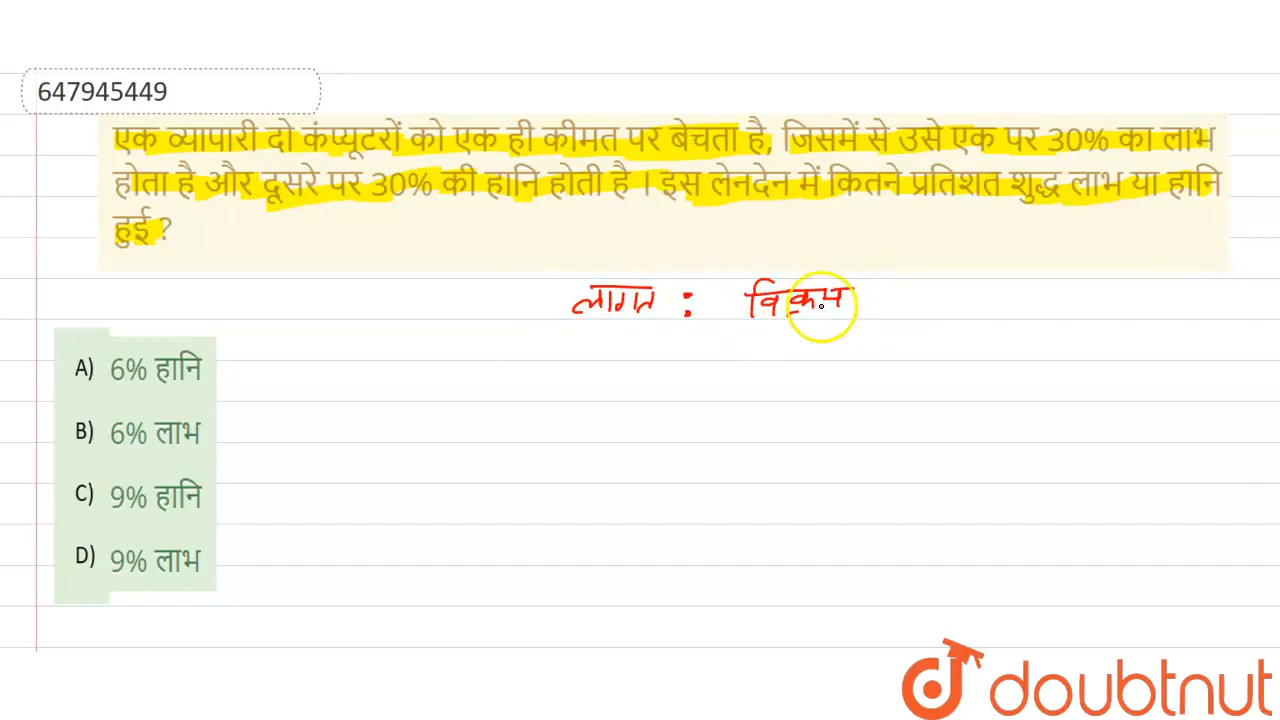 647945449
एक व्यापारी दो कंप्यूटरों को एक ही कीमत पर बेचता है, जिसमें से उसे एक पर 30% का लाभ
होता है और दूसरे पर 30% की हानि होती है । इस लेनदेन में कितने प्रतिशत शुद्ध लाभ या हानि
हुई ?
लागत : विक्रय
A) 6% हानि
B) 6% लाभ
C) 9% हानि
D) 9% लाभ
doubtnut